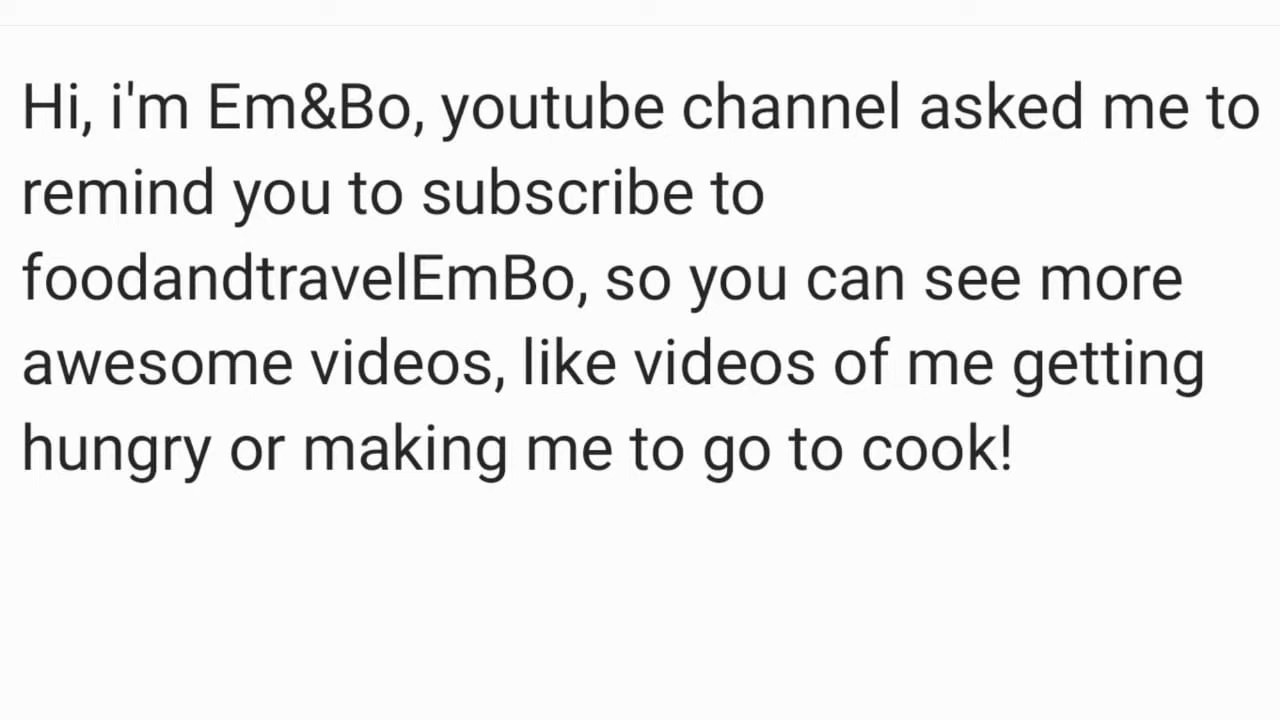 Hi, i'm Em&Bo, youtube channel asked me to
remind you to subscribe to
foodandtravelEmBo, so you can see more
awesome videos, like videos of me getting
hungry or making me to go to cook!